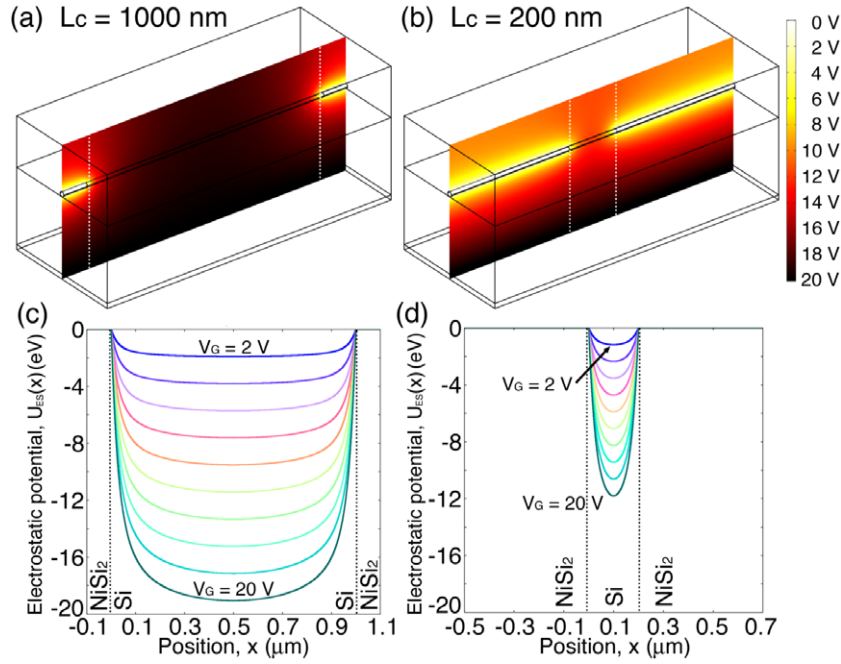 (a) Lc = 1000 nm
(b) Lc = 200 nm
0 V
2 V
4 V
6 V
8 V
10 V
12 V
14 V
16 V
18 V
20 V
(c)
Electrostatic potential, UES(x) (eV)
0
-4
-8
-12
-16
-20
VG = 2 V
VG = 20 V
NiSi2
Si
Si
NiSi2
-0.1 0.1 0.3 0.5 0.7 0.9 1.1
Position, x (μm)
(d)
Electrostatic potential, UES(x) (eV)
0
-4
-8
-12
-16
-20
VG = 2 V
VG = 20 V
NiSi2
Si
NiSi2
-0.5 -0.3 -0.1 0.1 0.3 0.5 0.7
Position, x (μm)